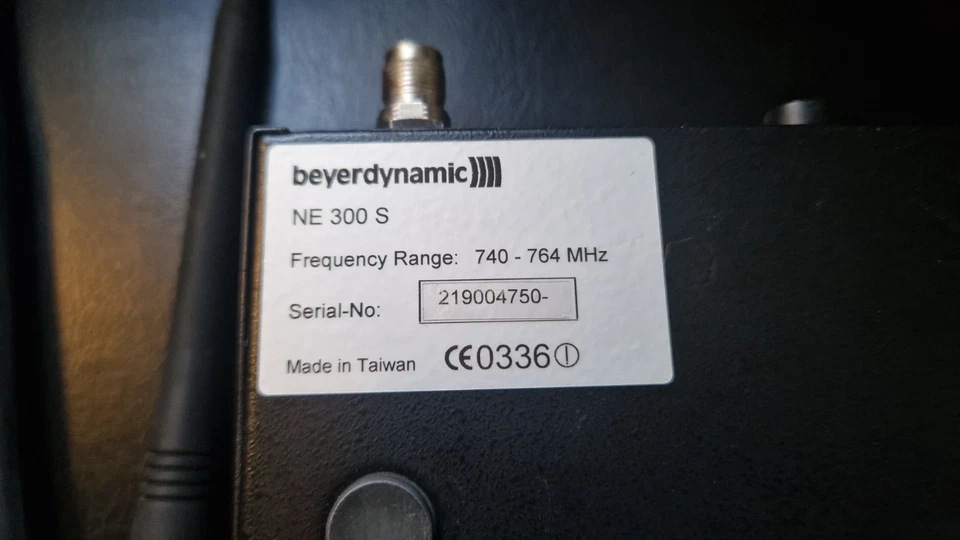 beyerdynamic
NE 300 S
Frequency Range: 740 - 764 MHz
Serial-No: 219004750-
Made in Taiwan CE0336